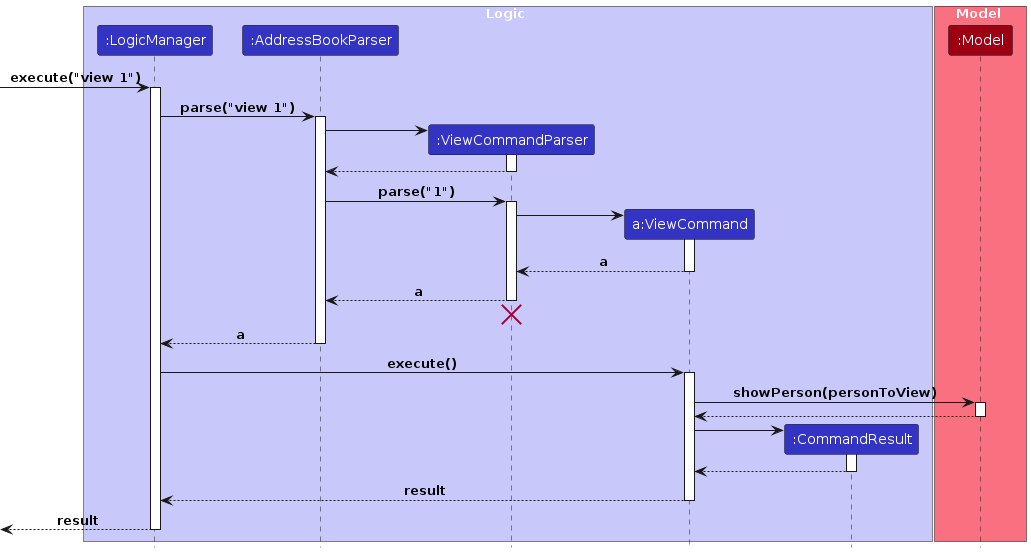 Logic
Model
:LogicManager
:AddressBookParser
:Model
execute("view 1")
parse("view 1")
:ViewCommandParser
parse("1")
a:ViewCommand
a
a
a
execute()
showPerson(personToView)
:CommandResult
result
result